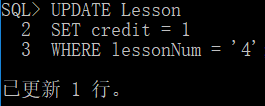 SQL> UPDATE Lesson
  2  SET credit = 1
  3  WHERE lessonNum = '4'
已更新 1 行。